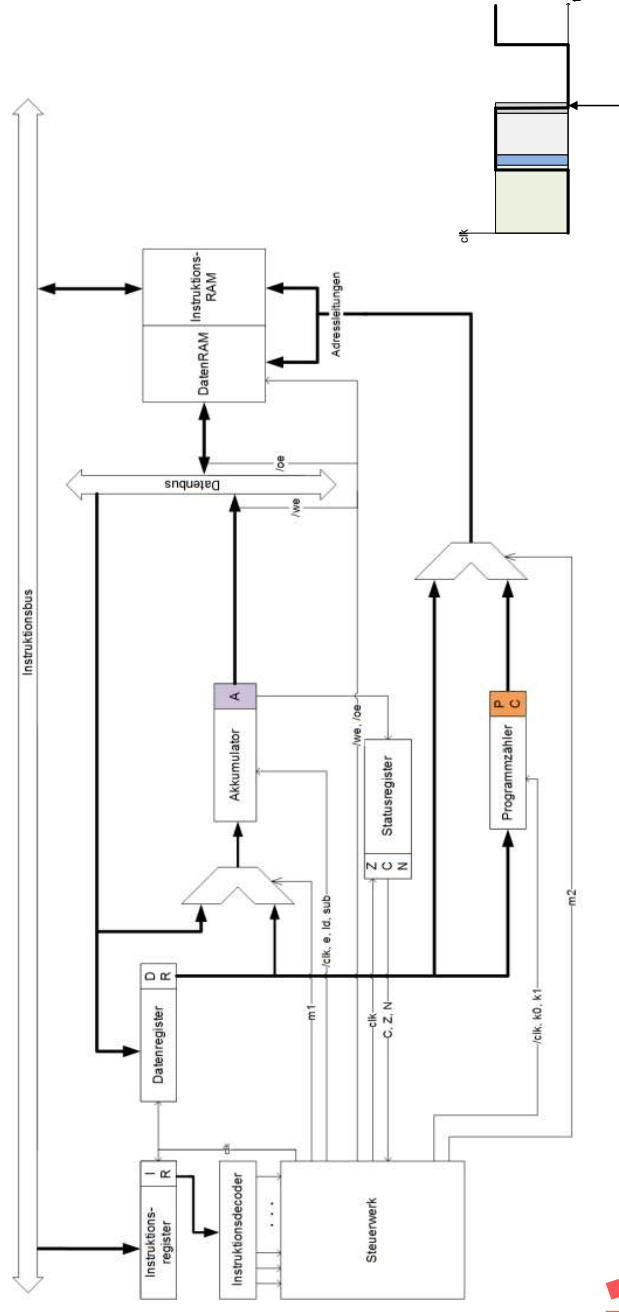 Instruktionsbus
Instruktions-
register
I
R
Datenregister
D
R
Instruktions-
RAM
DatenRAM
Datenbus
Adressleitungen
clk
Instruktionsdecoder
. . .
Akkumulator
A
/oe
/we
m1
/clk, e, ld, sub
/we, /oe
Steuerwerk
clk
C, Z, N
Z
C
N
Statusregister
Programmzähler
P
C
/clk, k0, k1
m2
clk